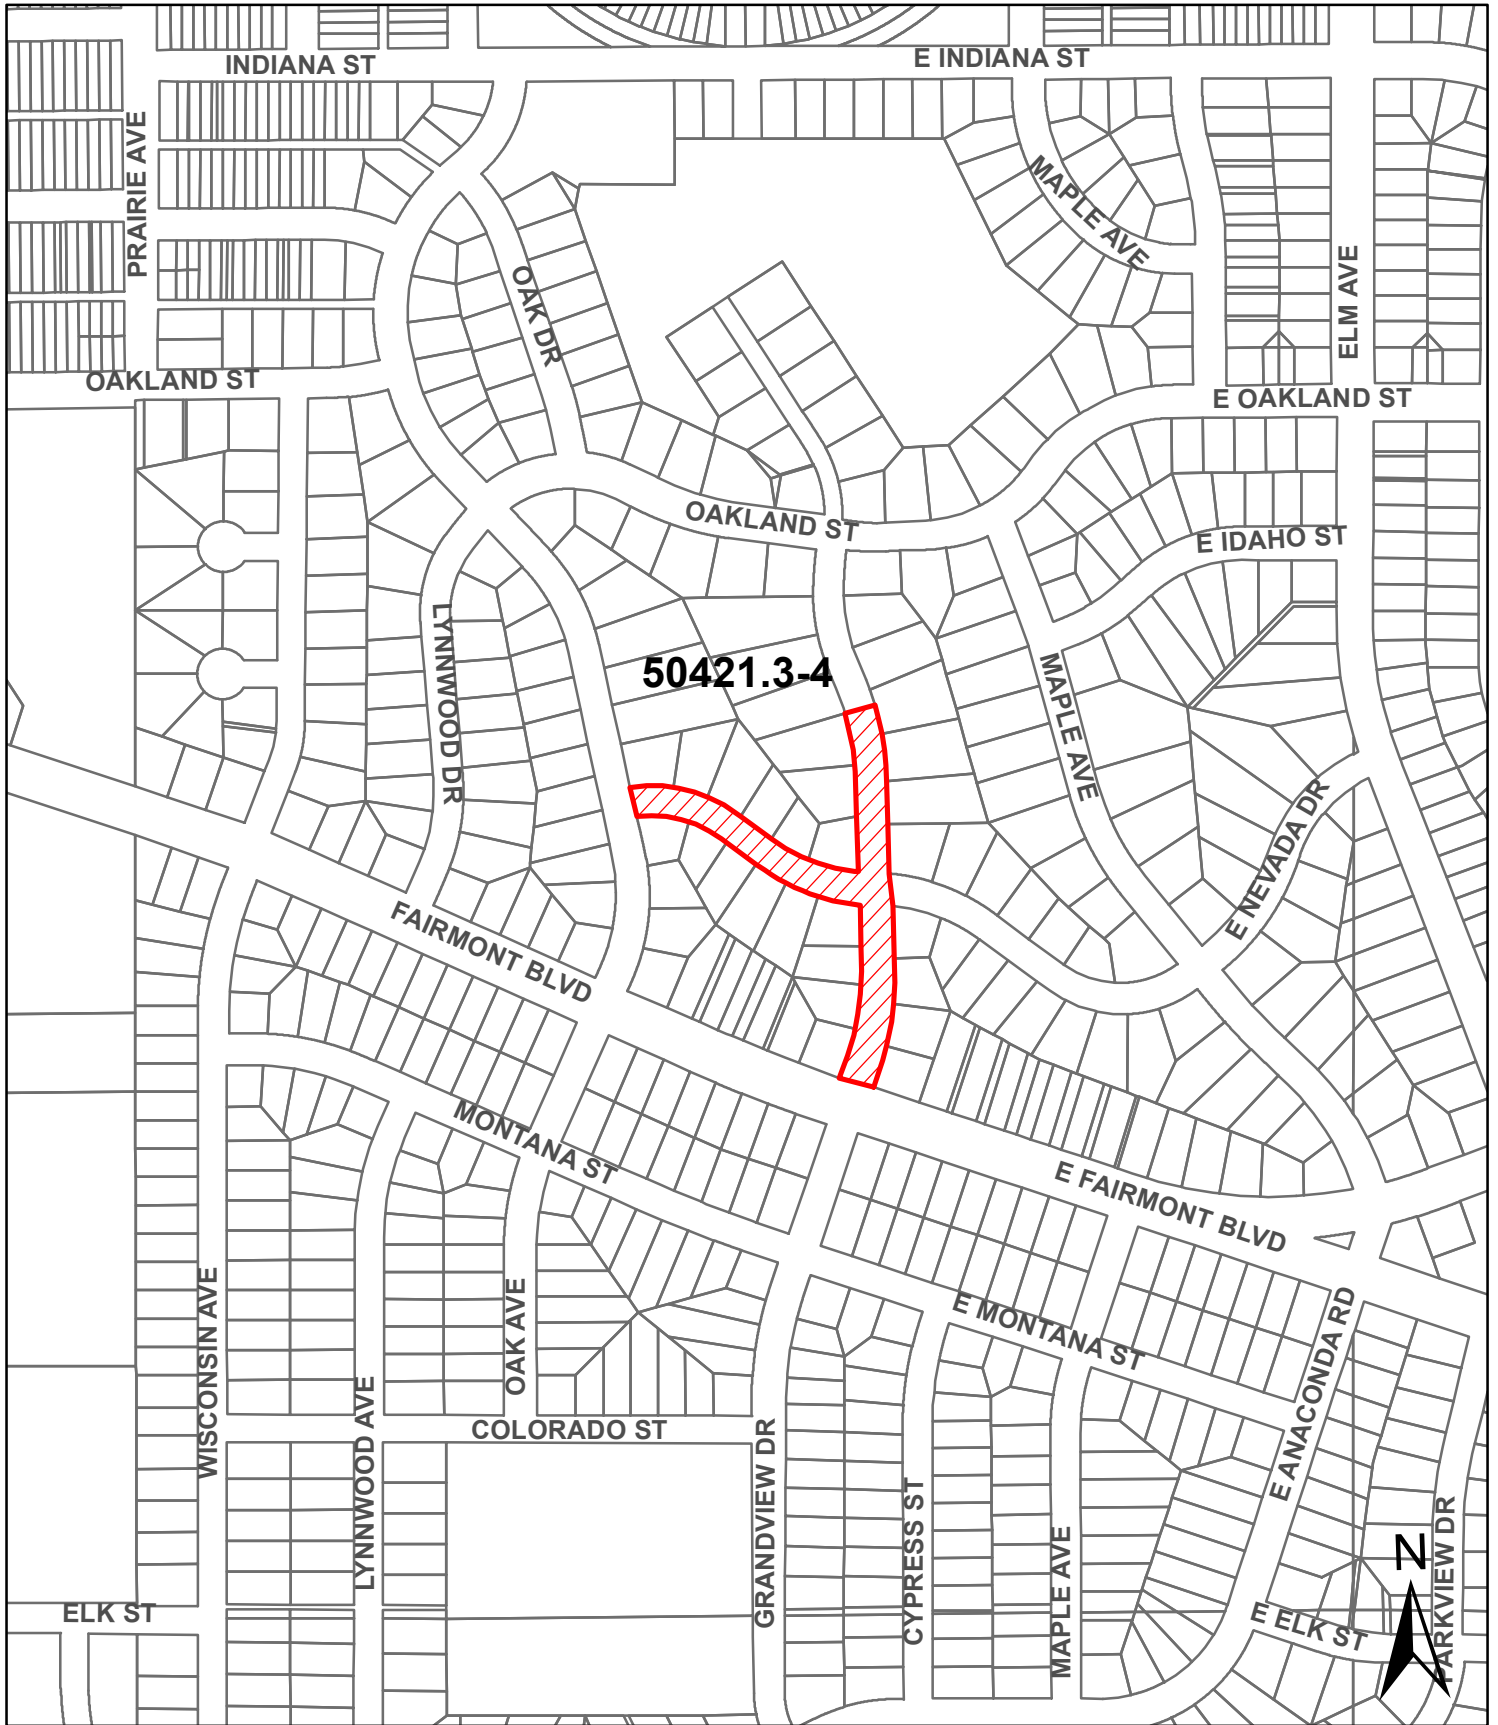 INDIANA ST
E INDIANA ST
PRAIRIE AVE
MAPLE AVE
OAK DR
ELM AVE
OAKLAND ST
E OAKLAND ST
OAKLAND ST
E IDAHO ST
LYNNWOOD DR
50421.3-4
MAPLE AVE
E NEVADA DR
FAIRMONT BLVD
MONTANA ST
E FAIRMONT BLVD
WISCONSIN AVE
OAK AVE
E MONTANA ST
E ANACONDA RD
LYNNWOOD AVE
COLORADO ST
GRANDVIEW DR
CYPRESS ST
MAPLE AVE
PARKVIEW DR
N
ELK ST
E ELK ST